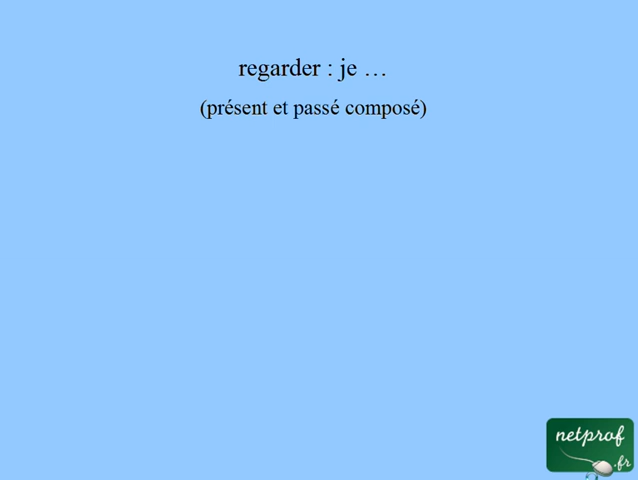 regarder : je …
(présent et passé composé)
netprof
.fr